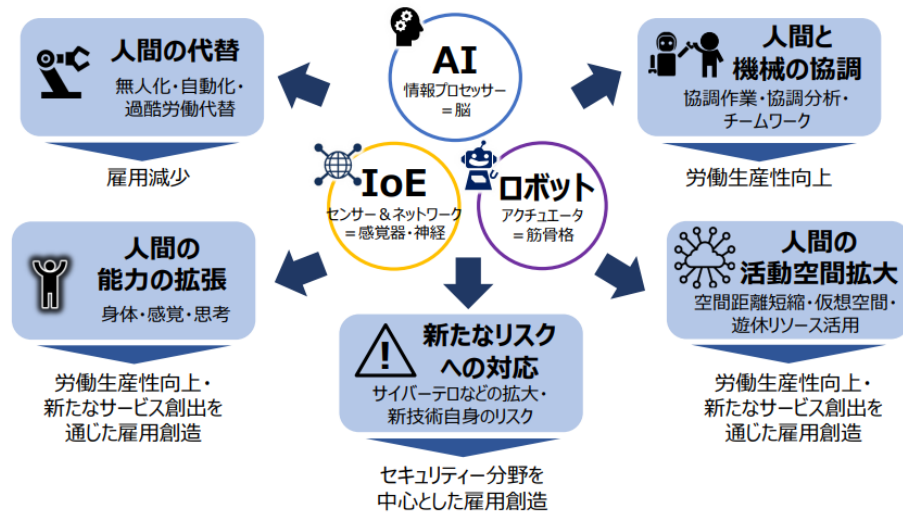 人間の代替
無人化・自動化・
過酷労働代替
雇用減少
AI
情報プロセッサー
＝脳
人間と
機械の協調
協調作業・協調分析・
チームワーク
労働生産性向上
IoE
センサー＆ネットワーク
＝感覚器・神経
ロボット
アクチュエータ
＝筋骨格
人間の
能力の拡張
身体・感覚・思考
労働生産性向上・
新たなサービス創出を
通じた雇用創造
新たなリスク
への対応
サイバーテロなどの拡大・
新技術自身のリスク
セキュリティー分野を
中心とした雇用創造
人間の
活動空間拡大
空間距離短縮・仮想空間・
遊休リソース活用
労働生産性向上・
新たなサービス創出を
通じた雇用創造